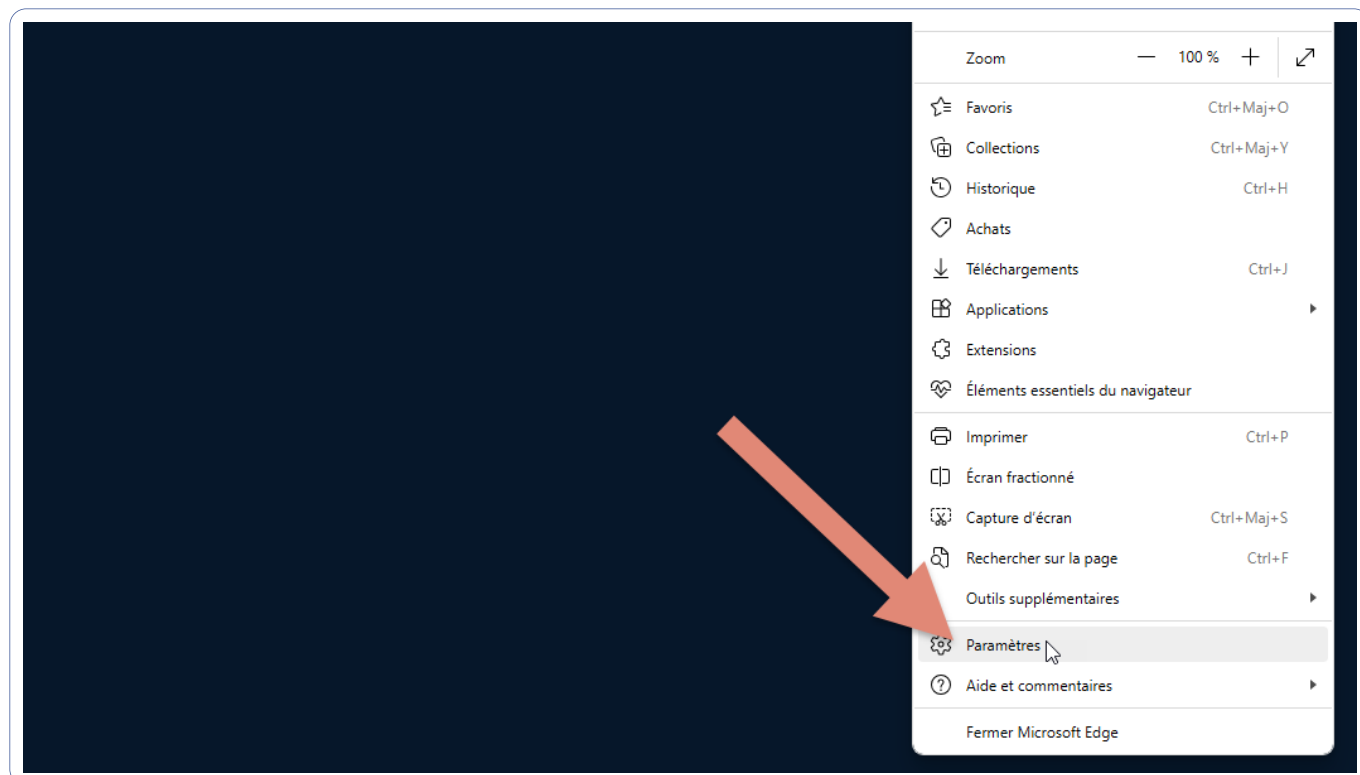 Zoom — 100 % +
Favoris Ctrl+Maj+O
Collections Ctrl+Maj+Y
Historique Ctrl+H
Achats
Téléchargements Ctrl+J
Applications
Extensions
Éléments essentiels du navigateur
Imprimer Ctrl+P
Écran fractionné
Capture d'écran Ctrl+Maj+S
Rechercher sur la page Ctrl+F
Outils supplémentaires
Paramètres
Aide et commentaires
Fermer Microsoft Edge